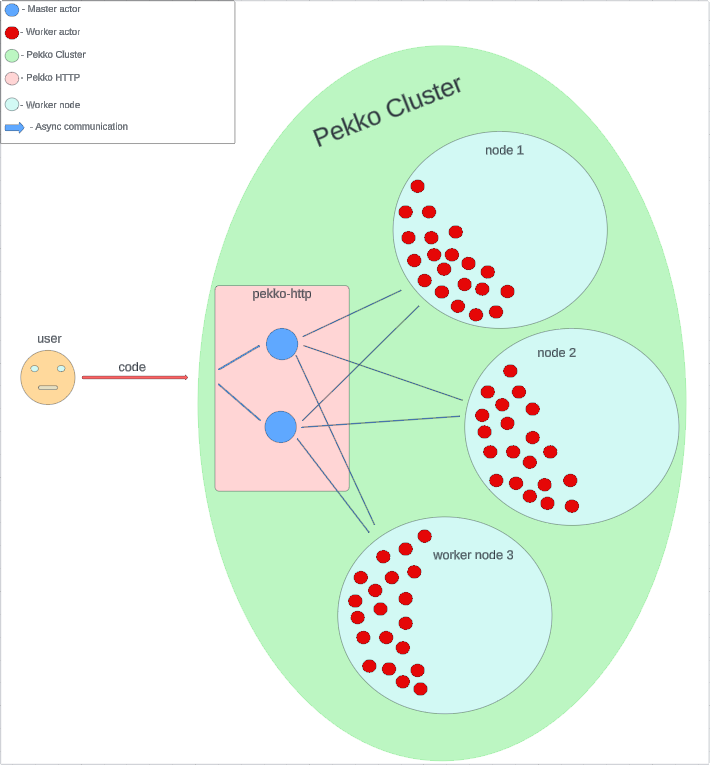 - Master actor
- Worker actor
- Pekko Cluster
- Pekko HTTP
- Worker node
- Async communication
Pekko Cluster
node 1
pekko-http
user
code
node 2
worker node 3